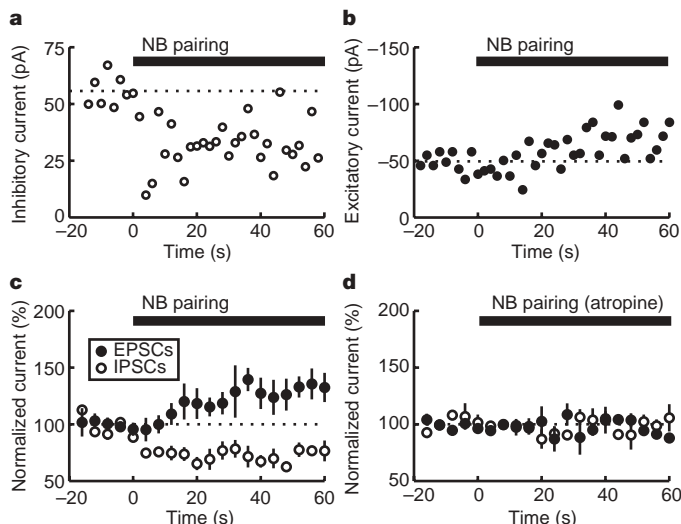 a
NB pairing
Inhibitory current (pA)
75
50
25
0
–20
0
20
40
60
Time (s)
b
NB pairing
Excitatory current (pA)
–150
–100
–50
0
–20
0
20
40
60
Time (s)
c
NB pairing
EPSCs
IPSCs
Normalized current (%)
200
150
100
50
–20
0
20
40
60
Time (s)
d
NB pairing (atropine)
Normalized current (%)
200
150
100
50
–20
0
20
40
60
Time (s)